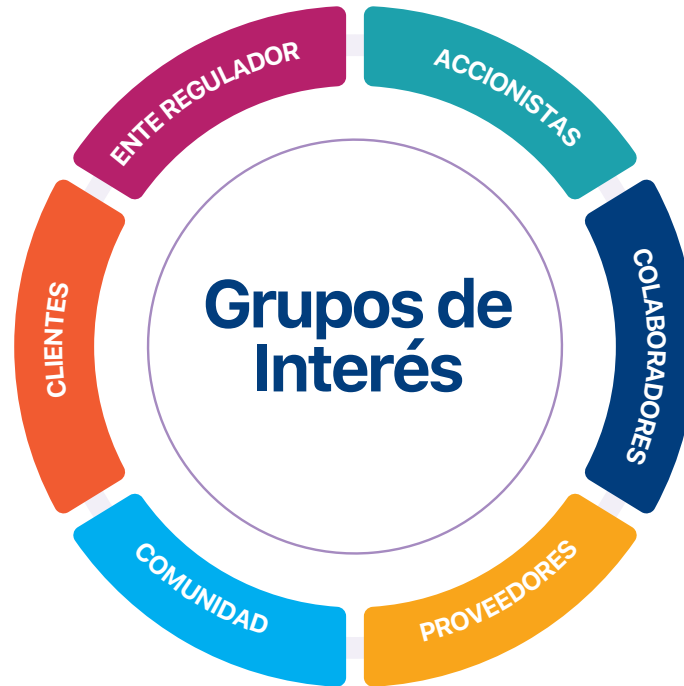 ENTE REGULADOR
ACCIONISTAS
CLIENTES
Grupos de
Interés
COLABORADORES
COMUNIDAD
PROVEEDORES